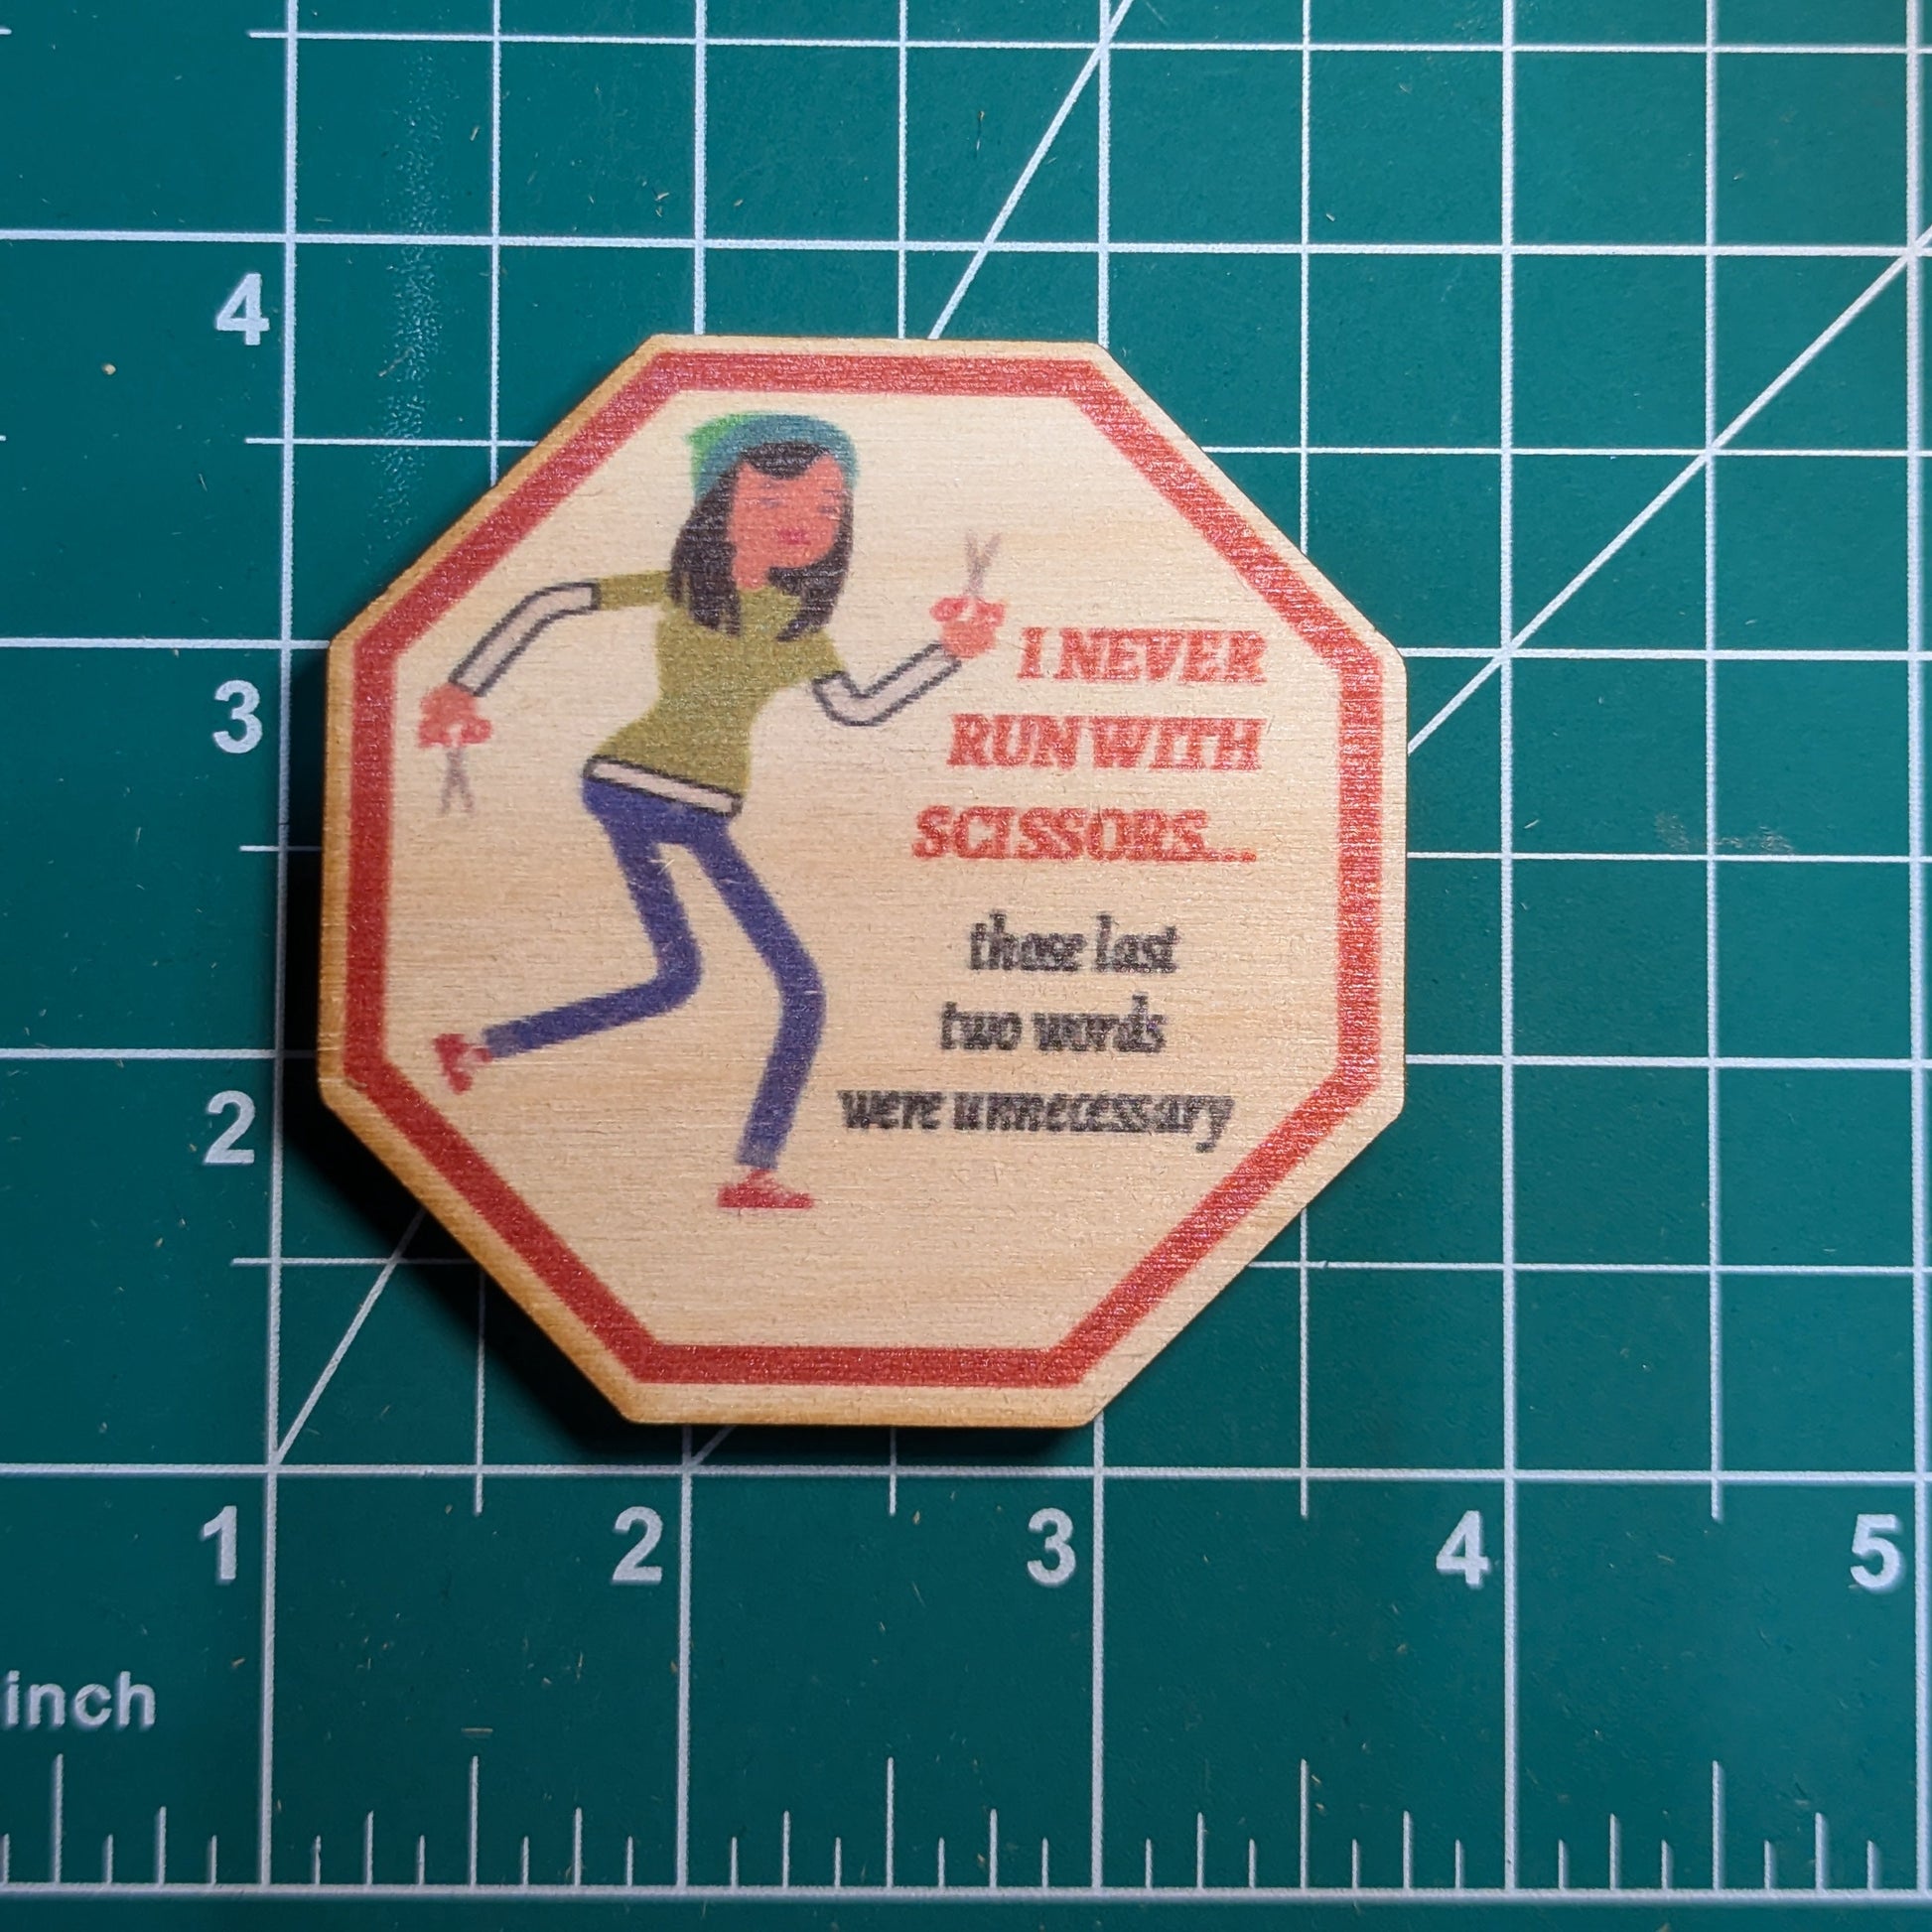 4
I NEVER
3
RUN WITH
SCISSORS...
those last
two words
2
were unnecessary
1 2 3 4 5
inch